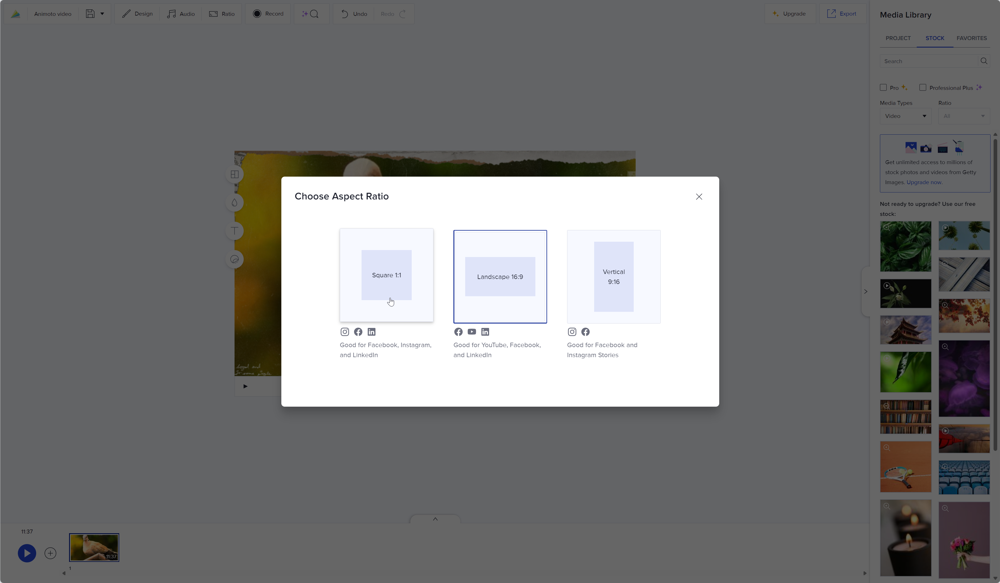 Animoto video
Design
Audio
Ratio
Record
Undo
Redo
Upgrade
Export
Media Library
PROJECT
STOCK
FAVORITES
Search
Pro
Professional Plus
Media Types
Ratio
Video
All
Get unlimited access to millions of
stock photos and videos from Getty
Images. Upgrade now.
Not ready to upgrade? Use our free
stock:
Choose Aspect Ratio
Square 1:1
Landscape 16:9
Vertical
9:16
Good for Facebook, Instagram,
and LinkedIn
Good for YouTube, Facebook,
and LinkedIn
Good for Facebook and
Instagram Stories
loyal and
To some
11:37
11:37
1